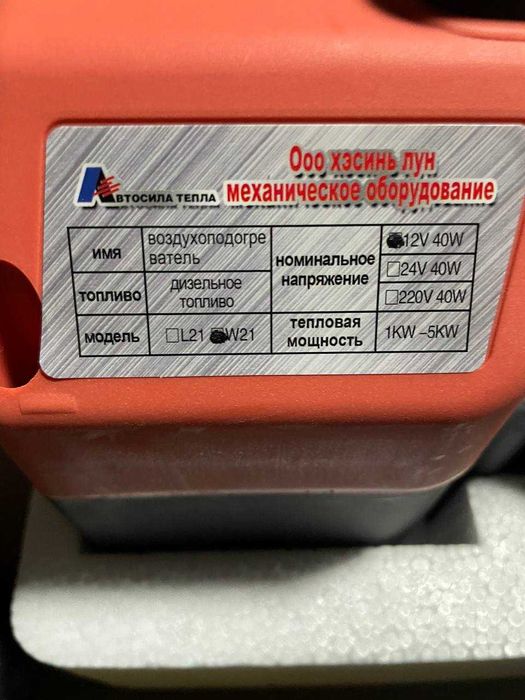 Ооо хэсинь лун
АВТОСИЛА ТЕПЛА
механическое оборудование
имя
воздухоподогре
ватель
номинальное
напряжение
12V 40W
☐24V 40W
☐220V 40W
топливо
дизельное
топливо
модель
☐L21 W21
тепловая
мощность
1KW –5KW